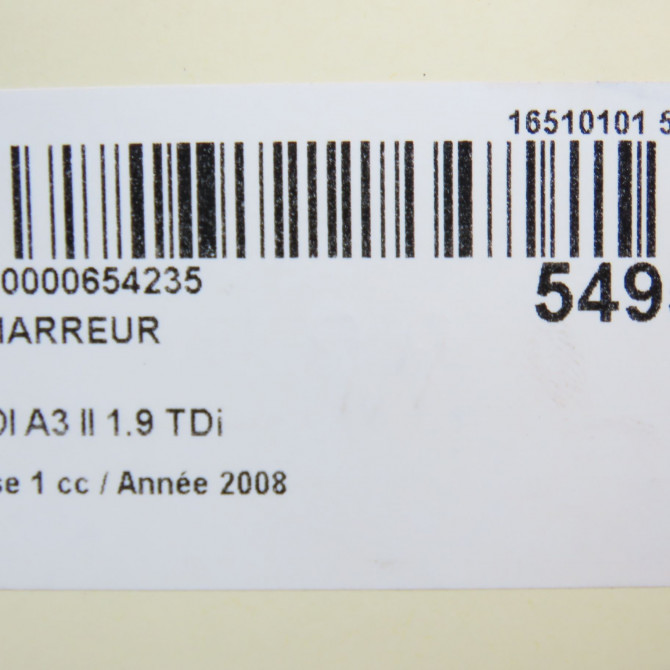 16510101 5
0000654235
549
MARREUR
DI A3 II 1.9 TDi
se 1 cc / Année 2008